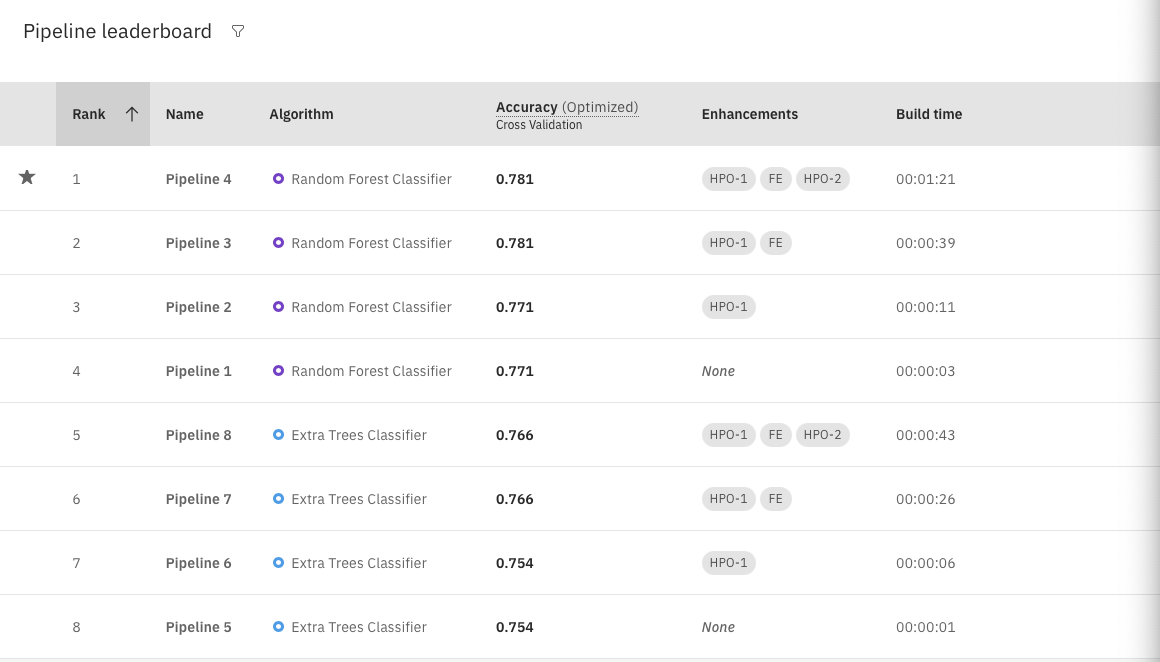 Pipeline leaderboard
Rank Name Algorithm Accuracy (Optimized) Enhancements Build time
Cross Validation
1 Pipeline 4 Random Forest Classifier 0.781 HPO-1 FE HPO-2 00:01:21
2 Pipeline 3 Random Forest Classifier 0.781 HPO-1 FE 00:00:39
3 Pipeline 2 Random Forest Classifier 0.771 HPO-1 00:00:11
4 Pipeline 1 Random Forest Classifier 0.771 None 00:00:03
5 Pipeline 8 Extra Trees Classifier 0.766 HPO-1 FE HPO-2 00:00:43
6 Pipeline 7 Extra Trees Classifier 0.766 HPO-1 FE 00:00:26
7 Pipeline 6 Extra Trees Classifier 0.754 HPO-1 00:00:06
8 Pipeline 5 Extra Trees Classifier 0.754 None 00:00:01